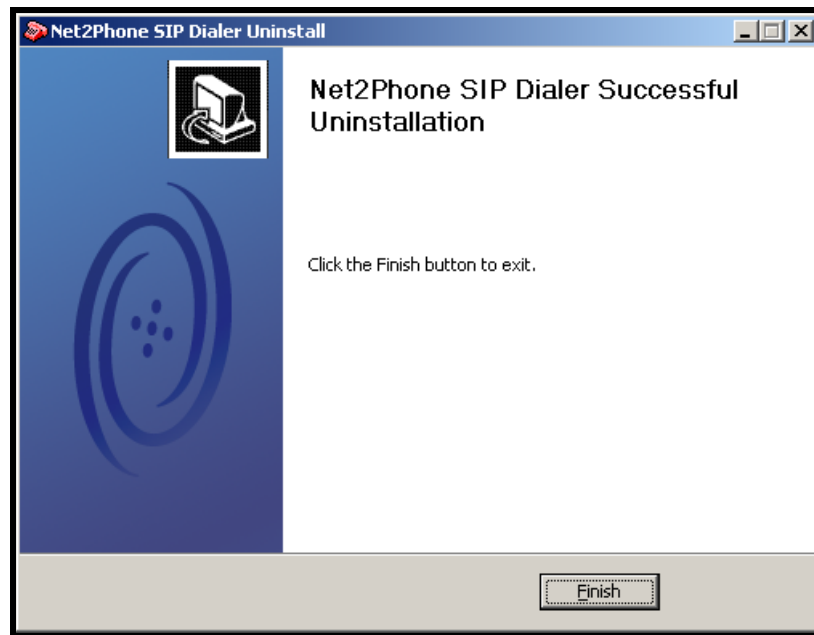 Net2Phone SIP Dialer Uninstall
Net2Phone SIP Dialer Successful
Uninstallation
Click the Finish button to exit.
Finish